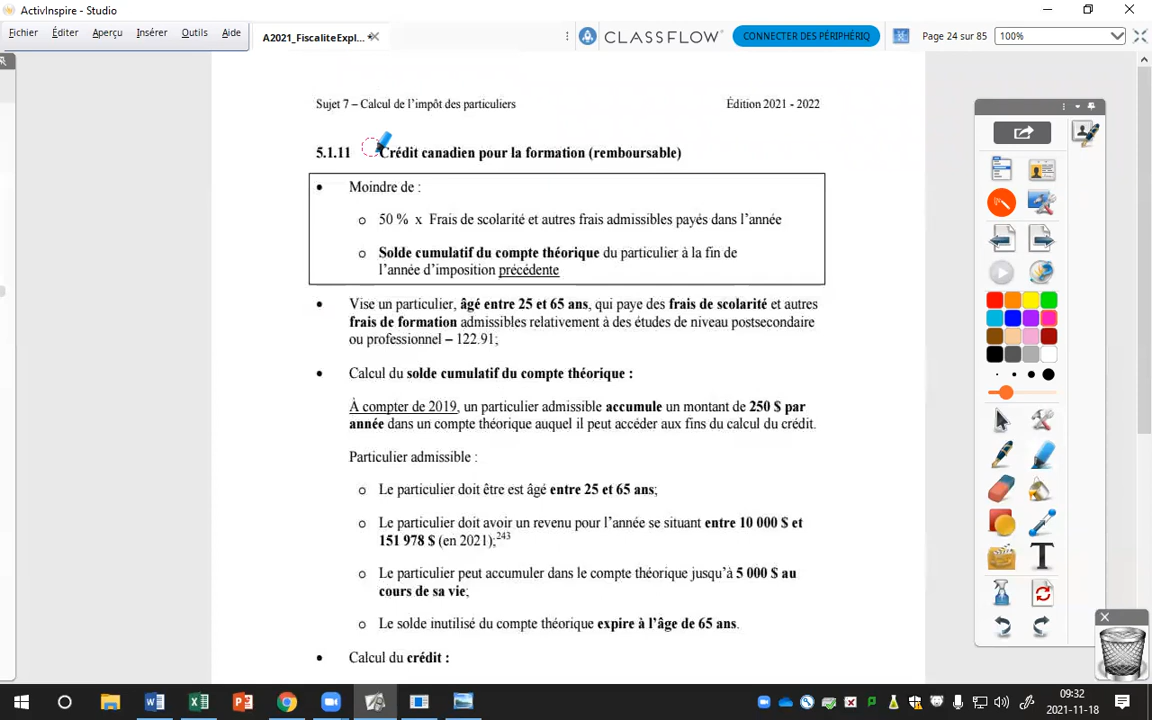 ActivInspire - Studio
Fichier Éditer Aperçu Insérer Outils Aide
A2021_FiscaliteExpl...
CLASSFLOW
CONNECTER DES PÉRIPHÉRIQ
Page 24 sur 85
100%
Sujet 7 – Calcul de l’impôt des particuliers Édition 2021 - 2022
5.1.11 Crédit canadien pour la formation (remboursable)
• Moindre de :
o 50 % x Frais de scolarité et autres frais admissibles payés dans l’année
o Solde cumulatif du compte théorique du particulier à la fin de
l’année d’imposition précédente
• Vise un particulier, âgé entre 25 et 65 ans, qui paye des frais de scolarité et autres
frais de formation admissibles relativement à des études de niveau postsecondaire
ou professionnel – 122.91;
• Calcul du solde cumulatif du compte théorique :
À compter de 2019, un particulier admissible accumule un montant de 250 $ par
année dans un compte théorique auquel il peut accéder aux fins du calcul du crédit.
Particulier admissible :
o Le particulier doit être est âgé entre 25 et 65 ans;
o Le particulier doit avoir un revenu pour l’année se situant entre 10 000 $ et
151 978 $ (en 2021);243
o Le particulier peut accumuler dans le compte théorique jusqu’à 5 000 $ au
cours de sa vie;
o Le solde inutilisé du compte théorique expire à l’âge de 65 ans.
• Calcul du crédit :
09:32
2021-11-18